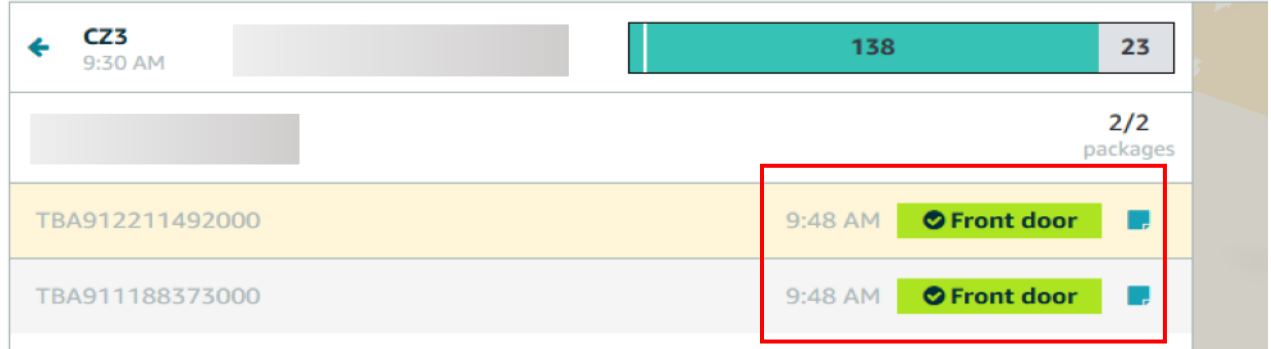 CZ3
9:30 AM
138 23
2/2
packages
TBA912211492000 9:48 AM Front door
TBA911188373000 9:48 AM Front door